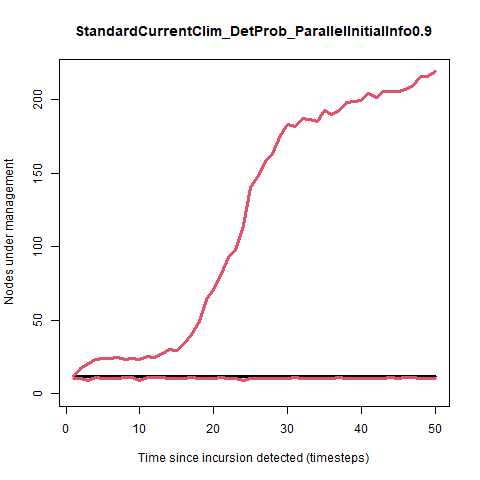 StandardCurrentClim_DetProb_ParallelInitialInfo0.9
Nodes under management
200
150
100
50
0
0 10 20 30 40 50
Time since incursion detected (timesteps)